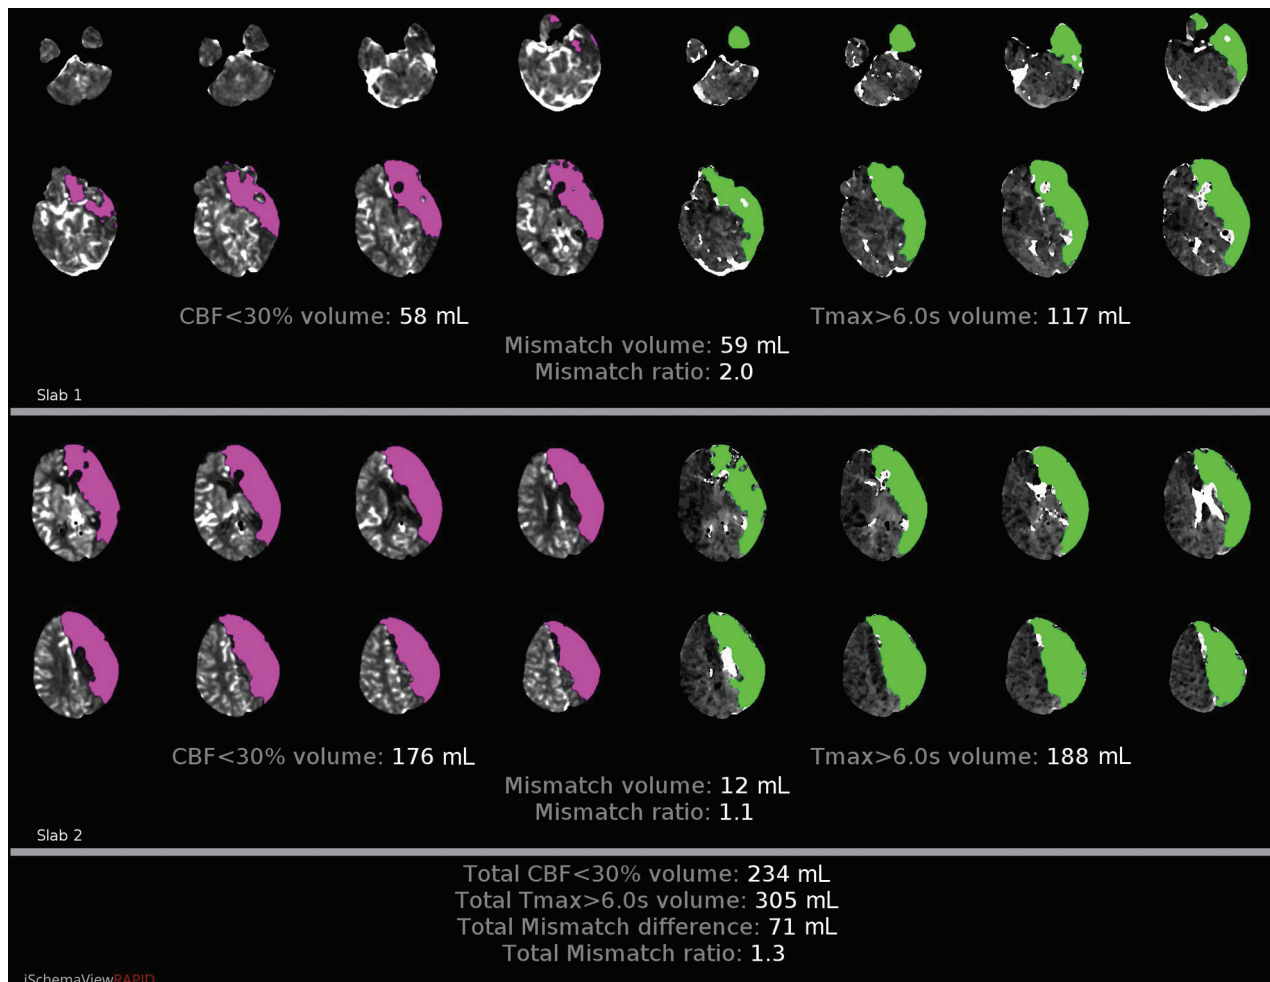 CBF<30% volume: 58 mL
Tmax>6.0s volume: 117 mL
Mismatch volume: 59 mL
Mismatch ratio: 2.0
Slab 1
CBF<30% volume: 176 mL
Tmax>6.0s volume: 188 mL
Mismatch volume: 12 mL
Mismatch ratio: 1.1
Slab 2
Total CBF<30% volume: 234 mL
Total Tmax>6.0s volume: 305 mL
Total Mismatch difference: 71 mL
Total Mismatch ratio: 1.3
iSchemaViewRAPID